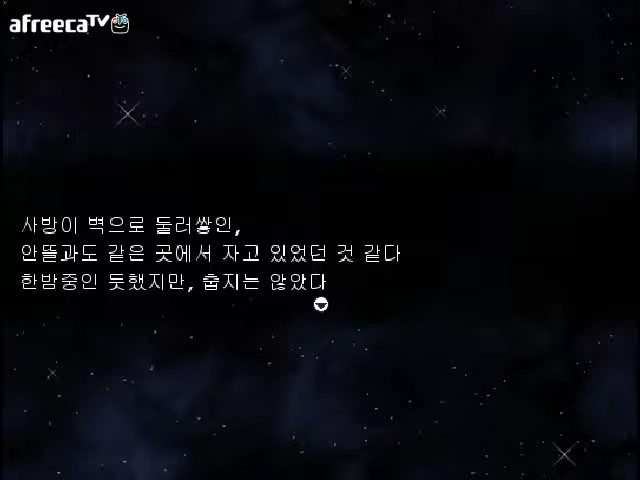 afreecaTV
사방이 벽으로 둘러쌓인,
안뜰과도 같은 곳에서 자고 있었던 것 같다
한밤중인 듯했지만, 춥지는 않았다